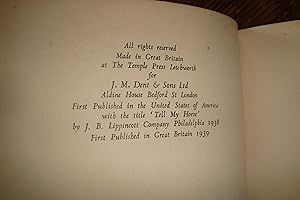 All rights reserved
Made in Great Britain
at The Temple Press Letchworth
for
J. M. Dent & Sons Ltd
Aldine House Bedford St London
First Published in the United States of America
with the title 'Tell My Horse'
by J. B. Lippincott Company Philadelphia 1938
First Published in Great Britain 1939